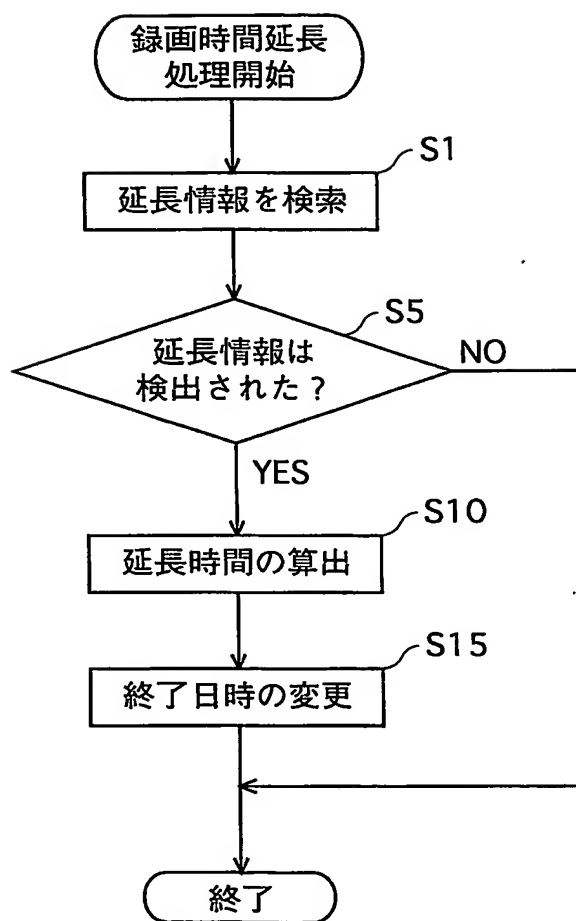 録画時間延長
処理開始
S1
延長情報を検索
S5
延長情報は
検出された?
NO
YES
S10
延長時間の算出
S15
終了日時の変更
終了